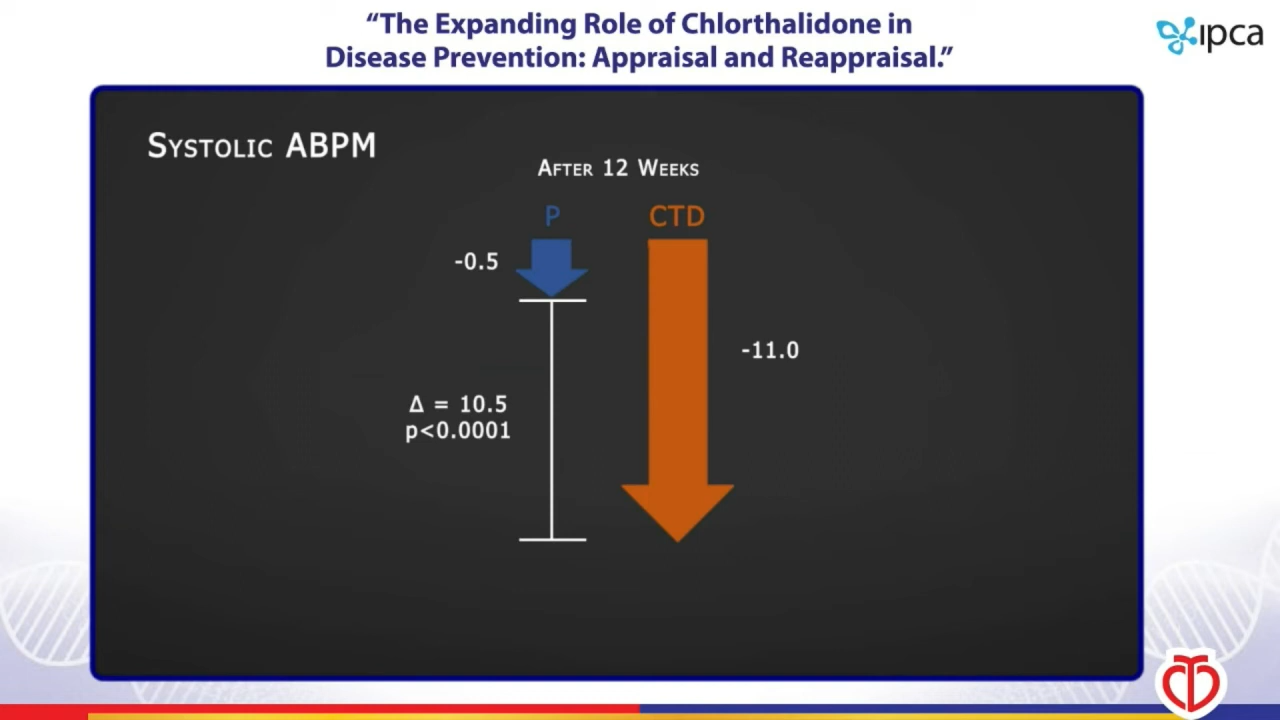 “The Expanding Role of Chlorthalidone in
Disease Prevention: Appraisal and Reappraisal.”
ipca
Systolic ABPM
After 12 Weeks
P
CTD
-0.5
-11.0
Δ = 10.5
p<0.0001